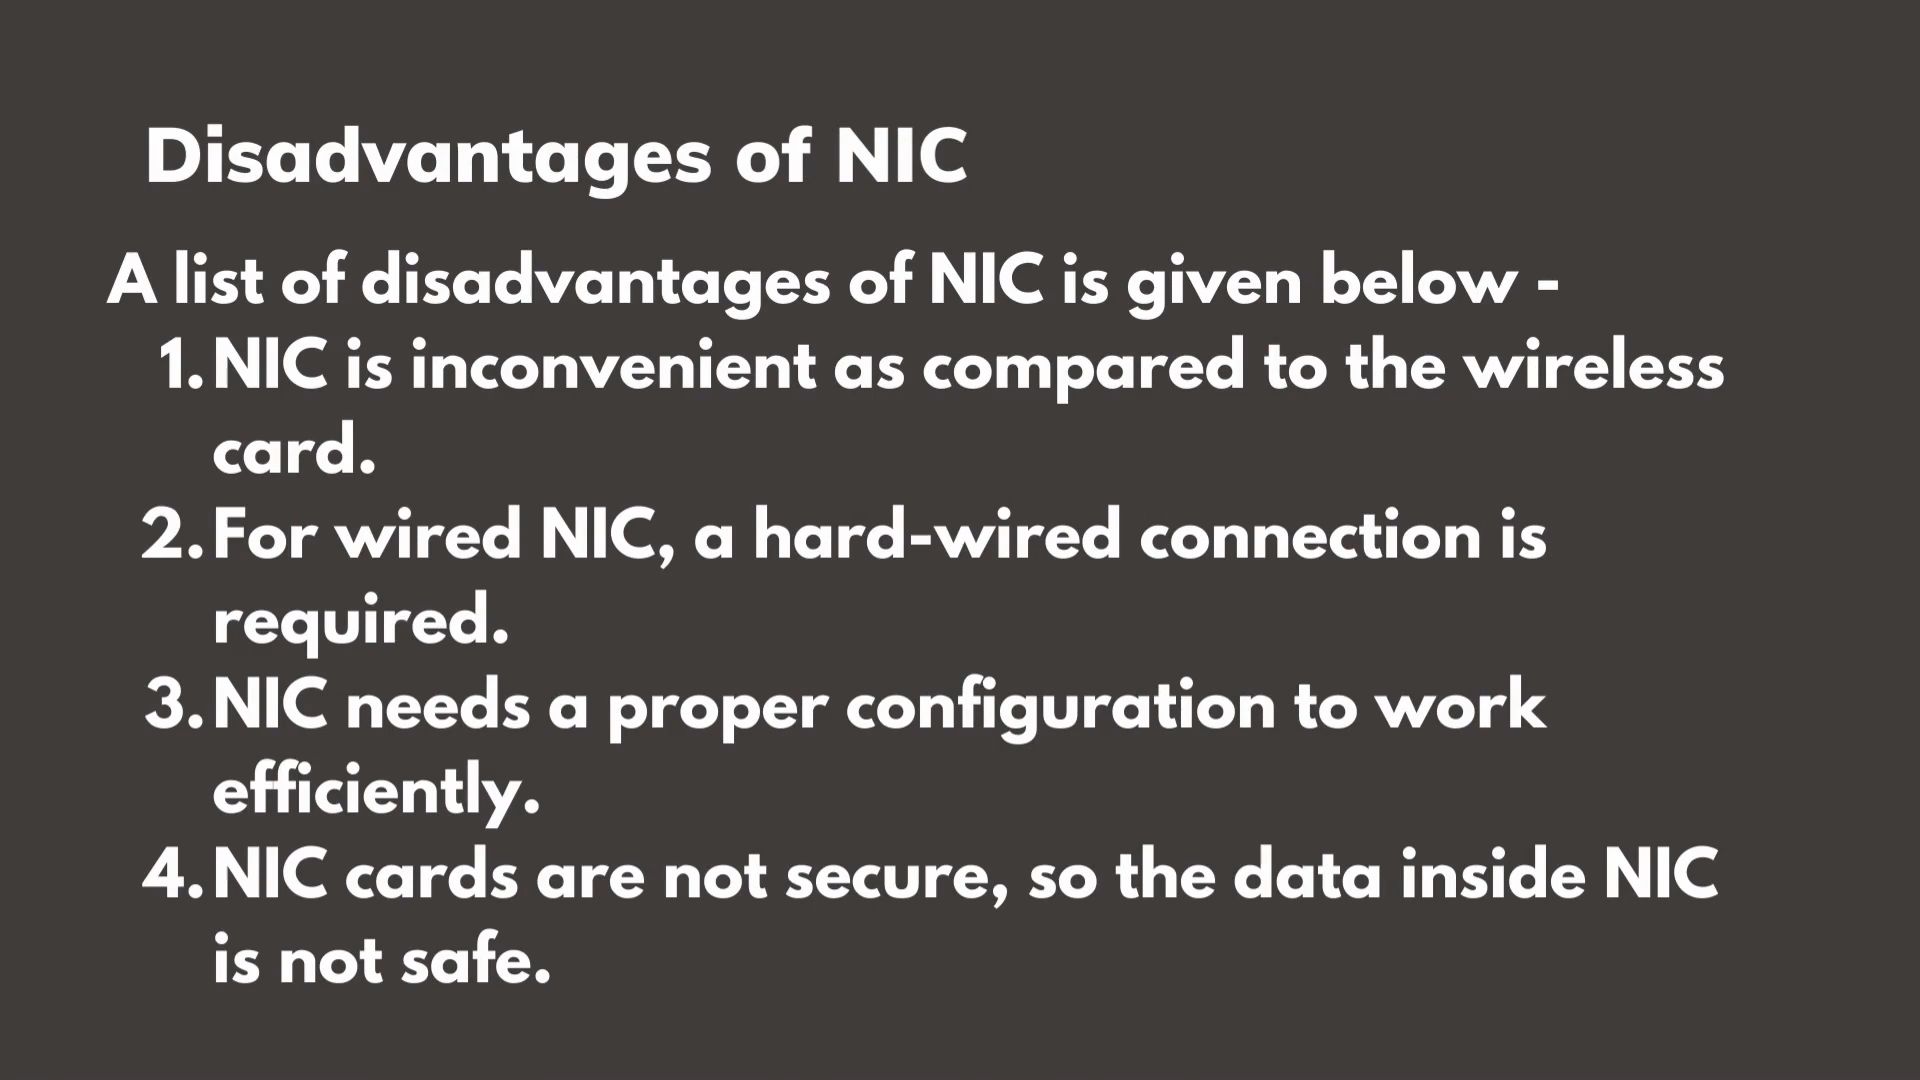 Disadvantages of NIC
A list of disadvantages of NIC is given below -
1. NIC is inconvenient as compared to the wireless
card.
2. For wired NIC, a hard-wired connection is
required.
3. NIC needs a proper configuration to work
efficiently.
4. NIC cards are not secure, so the data inside NIC
is not safe.